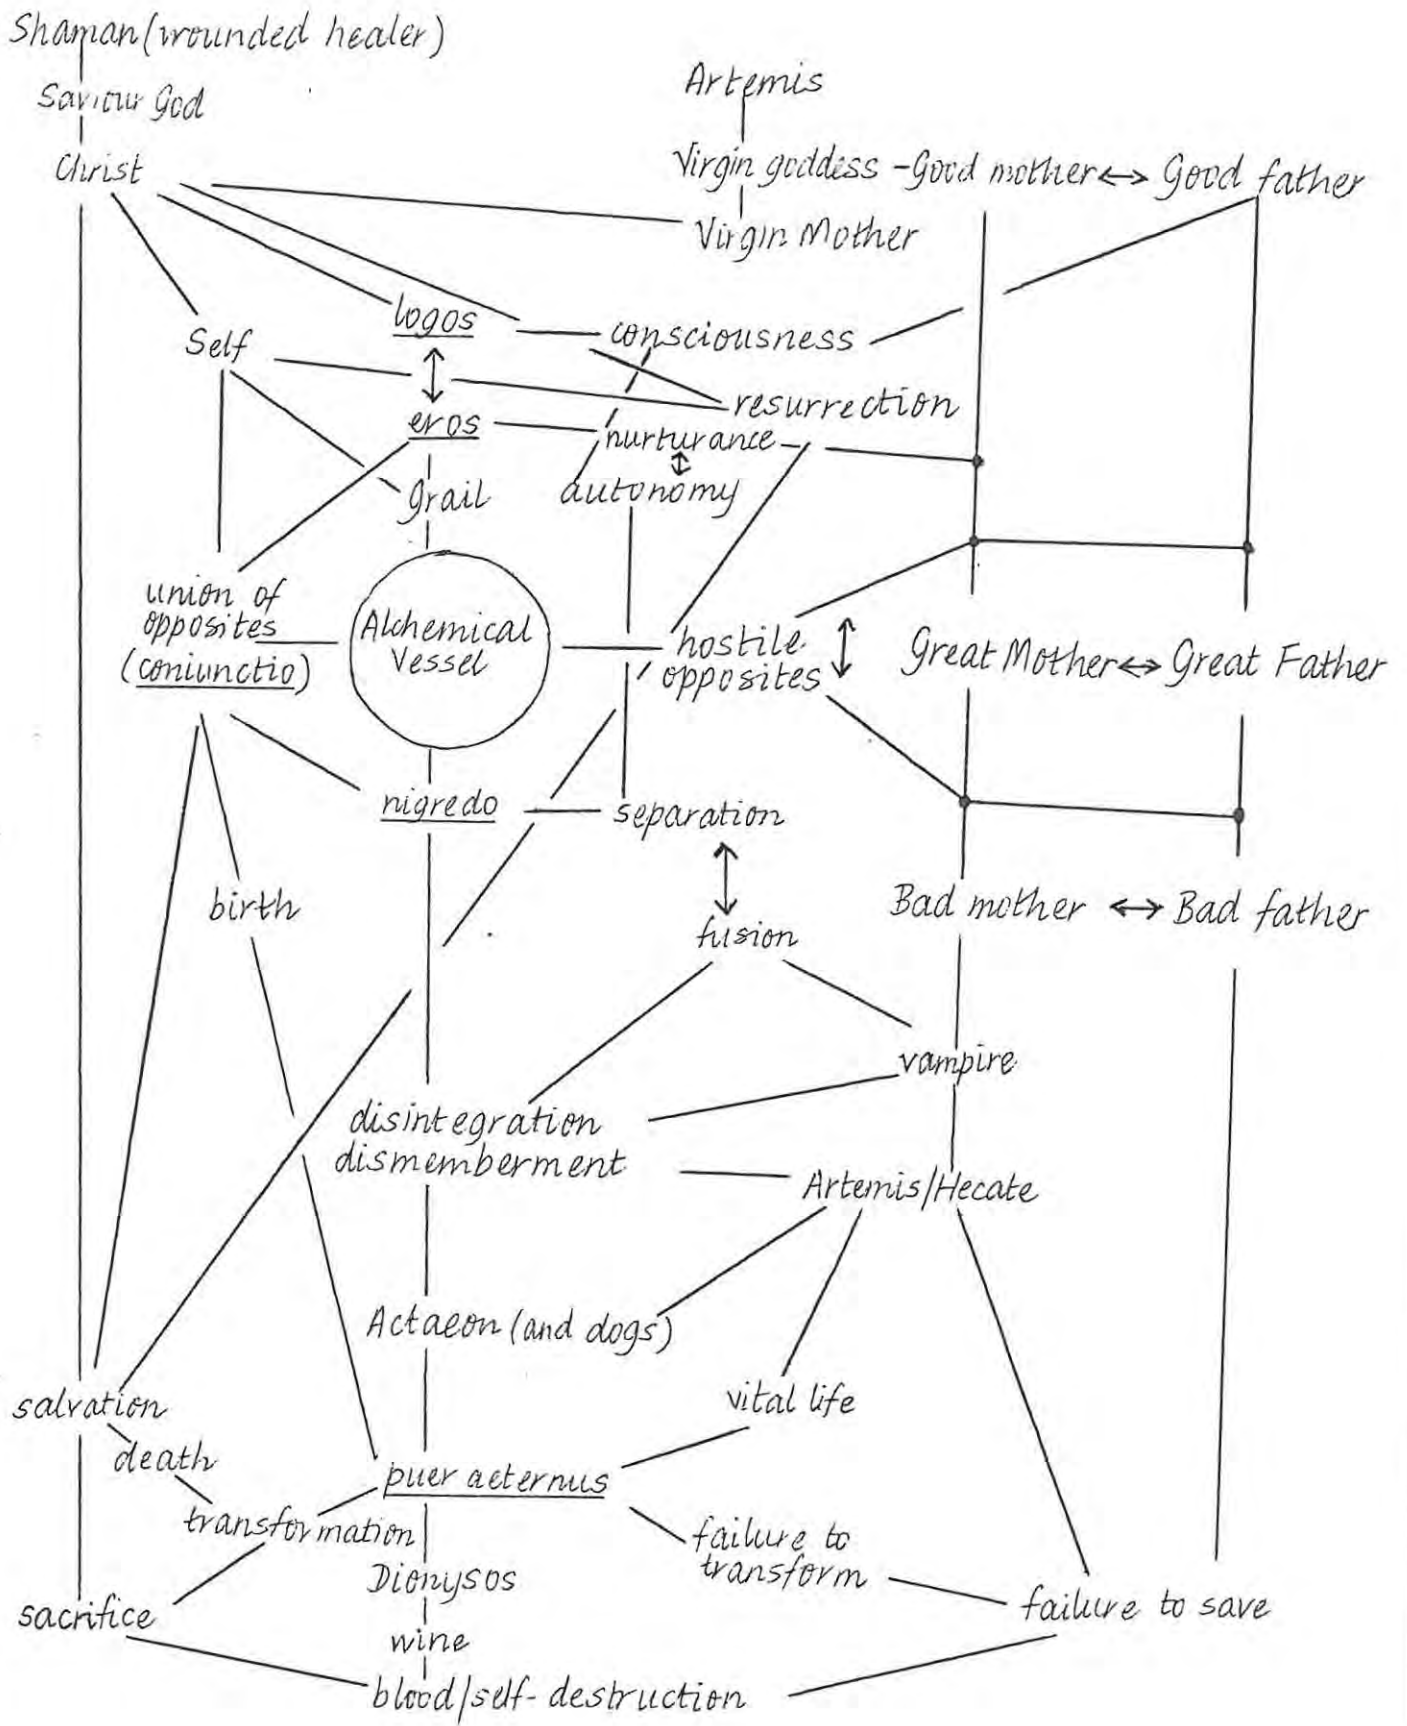 Shaman (wounded healer)
Saviour God
Christ
Artemis
Virgin goddess - Good mother ↔ Good father
Virgin Mother
logos
Self
consciousness
resurrection
eros
nurturance
grail
autonomy
union of
opposites
(coniunctio)
Alchemical
Vessel
hostile
opposites
Great Mother ↔ Great Father
nigredo
separation
birth
fusion
Bad mother ↔ Bad father
vampire
disintegration
dismemberment
Artemis/Hecate
Actaeon (and dogs)
vital life
salvation
death
puer aeternus
transformation
failure to
transform
Dionysos
sacrifice
failure to save
wine
blood/self-destruction